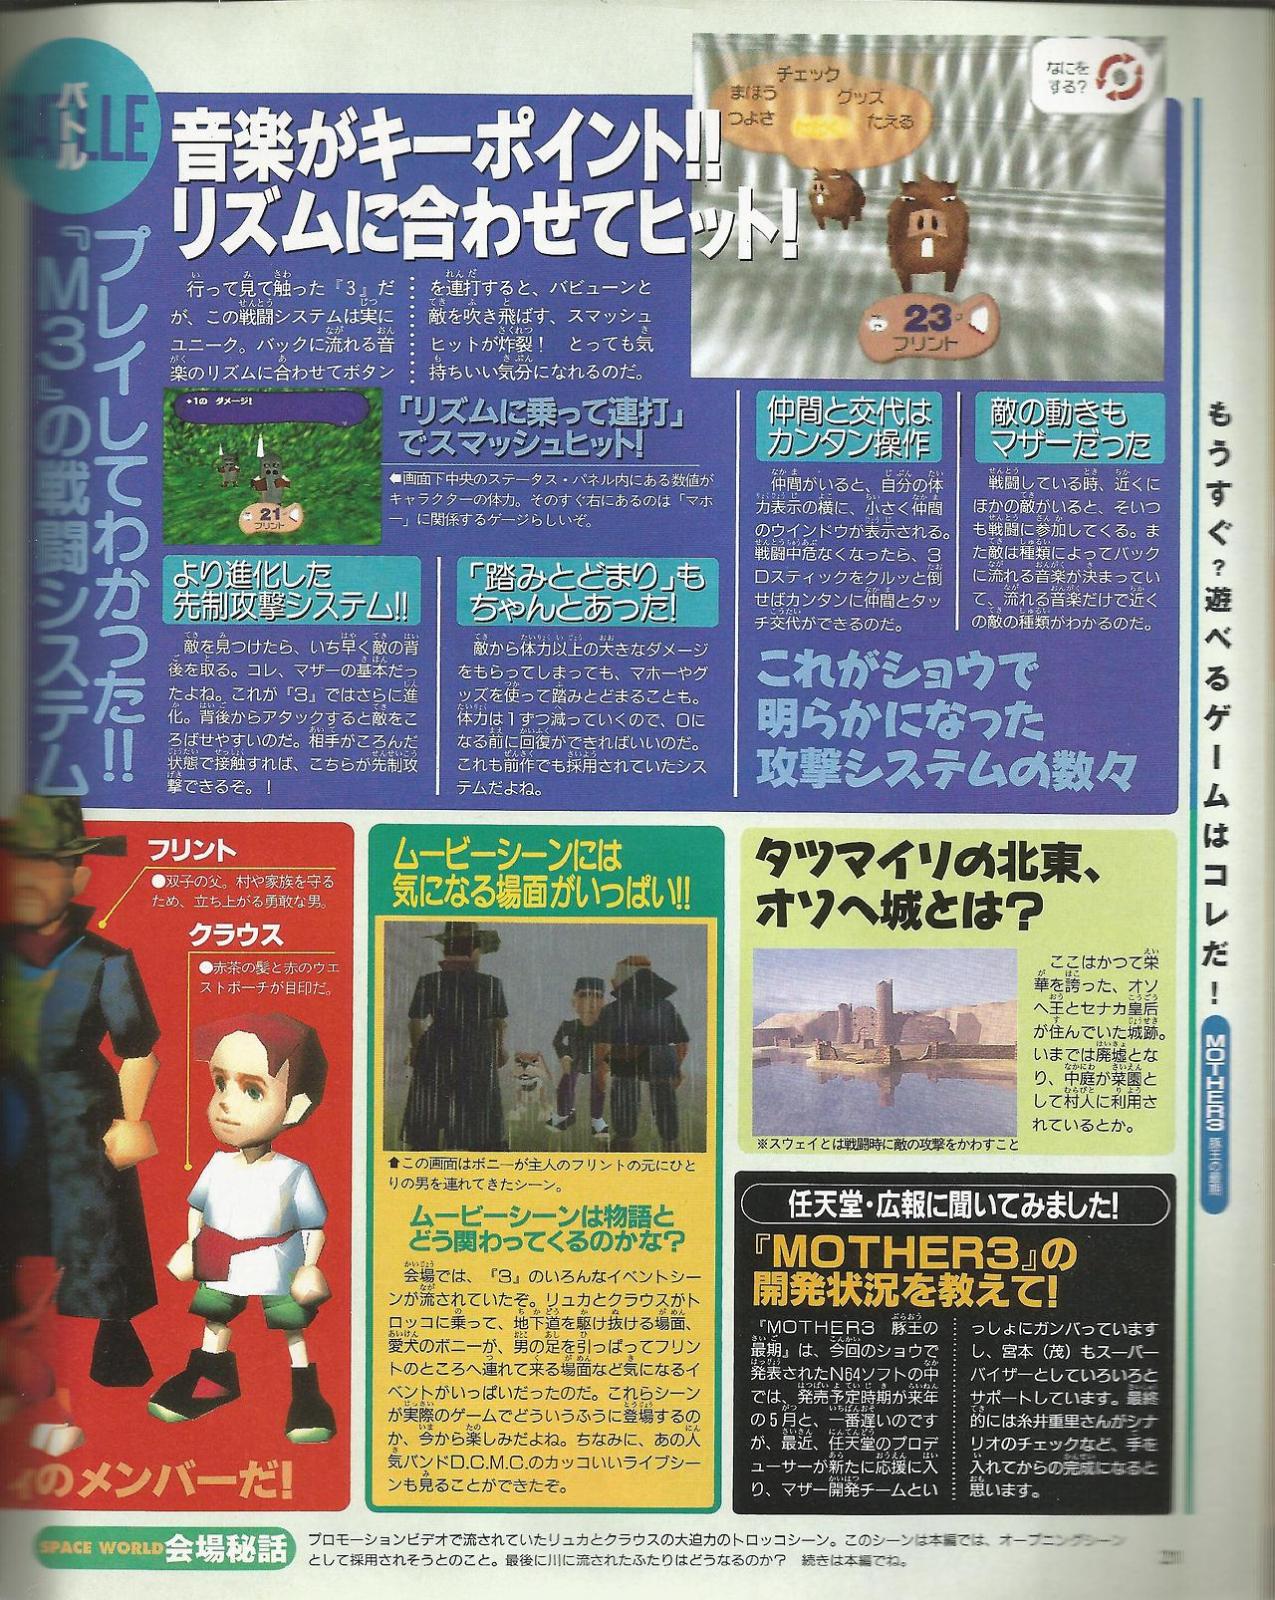 バトル
BATTLE
プレイしてわかった!!
『M3』の戦闘システム
音楽がキーポイント!!
リズムに合わせてヒット!
チェック
まほう
グッズ
つよさ
たえる
なにを
する?
23
フリント
行って見て触った『3』だ
が、この戦闘システムは実に
ユニーク。バックに流れる音
楽のリズムに合わせてボタン
を連打すると、バビューンと
敵を吹き飛ばす、スマッシュ
ヒットが炸裂! とっても気
持ちいい気分になれるのだ。
+1の ダメージ!
21
フリント
「リズムに乗って連打」
でスマッシュヒット!
⬅画面下中央のステータス・パネル内にある数値が
キャラクターの体力。そのすぐ右にあるのは「マホ
ー」に関係するゲージらしいぞ。
より進化した
先制攻撃システム!!
敵を見つけたら、いち早く敵の背
後を取る。コレ、マザーの基本だっ
たよね。これが『3』ではさらに進
化。背後からアタックすると敵をこ
ろばせやすいのだ。相手がころんだ
状態で接触すれば、こちらが先制攻
撃できるぞ。!
「踏みとどまり」も
ちゃんとあった!
敵から体力以上の大きなダメージ
をもらってしまっても、マホーやグ
ッズを使って踏みとどまることも。
体力は1ずつ減っていくので、0に
なる前に回復ができればいいのだ。
これも前作でも採用されていたシス
テムだよね。
仲間と交代は
カンタン操作
仲間がいると、自分の体
力表示の横に、小さく仲間
のウインドウが表示される。
戦闘中危なくなったら、3
Dスティックをクルッと倒
せばカンタンに仲間とタッ
チ交代ができるのだ。
敵の動きも
マザーだった
戦闘している時、近くに
ほかの敵がいると、そいつ
も戦闘に参加してくる。ま
た敵は種類によってバック
に流れる音楽が決まってい
て、流れる音楽だけで近く
の敵の種類がわかるのだ。
これがショウで
明らかになった
攻撃システムの数々
もうすぐ?遊べるゲームはコレだ!
MOTHER3 豚王の最期
フリント
●双子の父。村や家族を守る
ため、立ち上がる勇敢な男。
クラウス
●赤茶の髪と赤のウエ
ストポーチが目印だ。
のメンバーだ!
ムービーシーンには
気になる場面がいっぱい!!
⬆この画面はボニーが主人のフリントの元にひと
りの男を連れてきたシーン。
ムービーシーンは物語と
どう関わってくるのかな?
会場では、『3』のいろんなイベントシー
ンが流されていたぞ。リュカとクラウスがト
ロッコに乗って、地下道を駆け抜ける場面、
愛犬のボニーが、男の足を引っぱってフリン
トのところへ連れて来る場面など気になるイ
ベントがいっぱいだったのだ。これらシーン
が実際のゲームでどういうふうに登場するの
か、今から楽しみだよね。ちなみに、あの人
気バンドD.C.M.C.のカッコいいライブシー
ンも見ることができたぞ。
タツマイリの北東、
オソヘ城とは?
ここはかつて栄
華を誇った、オソ
ヘ王とセナカ皇后
が住んでいた城跡。
いまでは廃墟とな
り、中庭が菜園と
して村人に利用さ
れているとか。
※スウェイとは戦闘時に敵の攻撃をかわすこと
任天堂・広報に聞いてみました!
『MOTHER3』の
開発状況を教えて!
『MOTHER3 豚王の
最期』は、今回のショウで
発表されたN64ソフトの中
では、発売予定時期が来年
の5月と、一番遅いのです
が、最近、任天堂のプロデ
ューサーが新たに応援に入
り、マザー開発チームとい
っしょにガンバっています
し、宮本（茂）もスーパー
バイザーとしていろいろと
サポートしています。最終
的には糸井重里さんがシナ
リオのチェックなど、手を
入れてからの完成になると
思います。
SPACE WORLD会場秘話
プロモーションビデオで流されていたリュカとクラウスの大迫力のトロッコシーン。このシーンは本編では、オープニングシーン
として採用されそうとのこと。最後に川に流されたふたりはどうなるのか? 続きは本編でね。